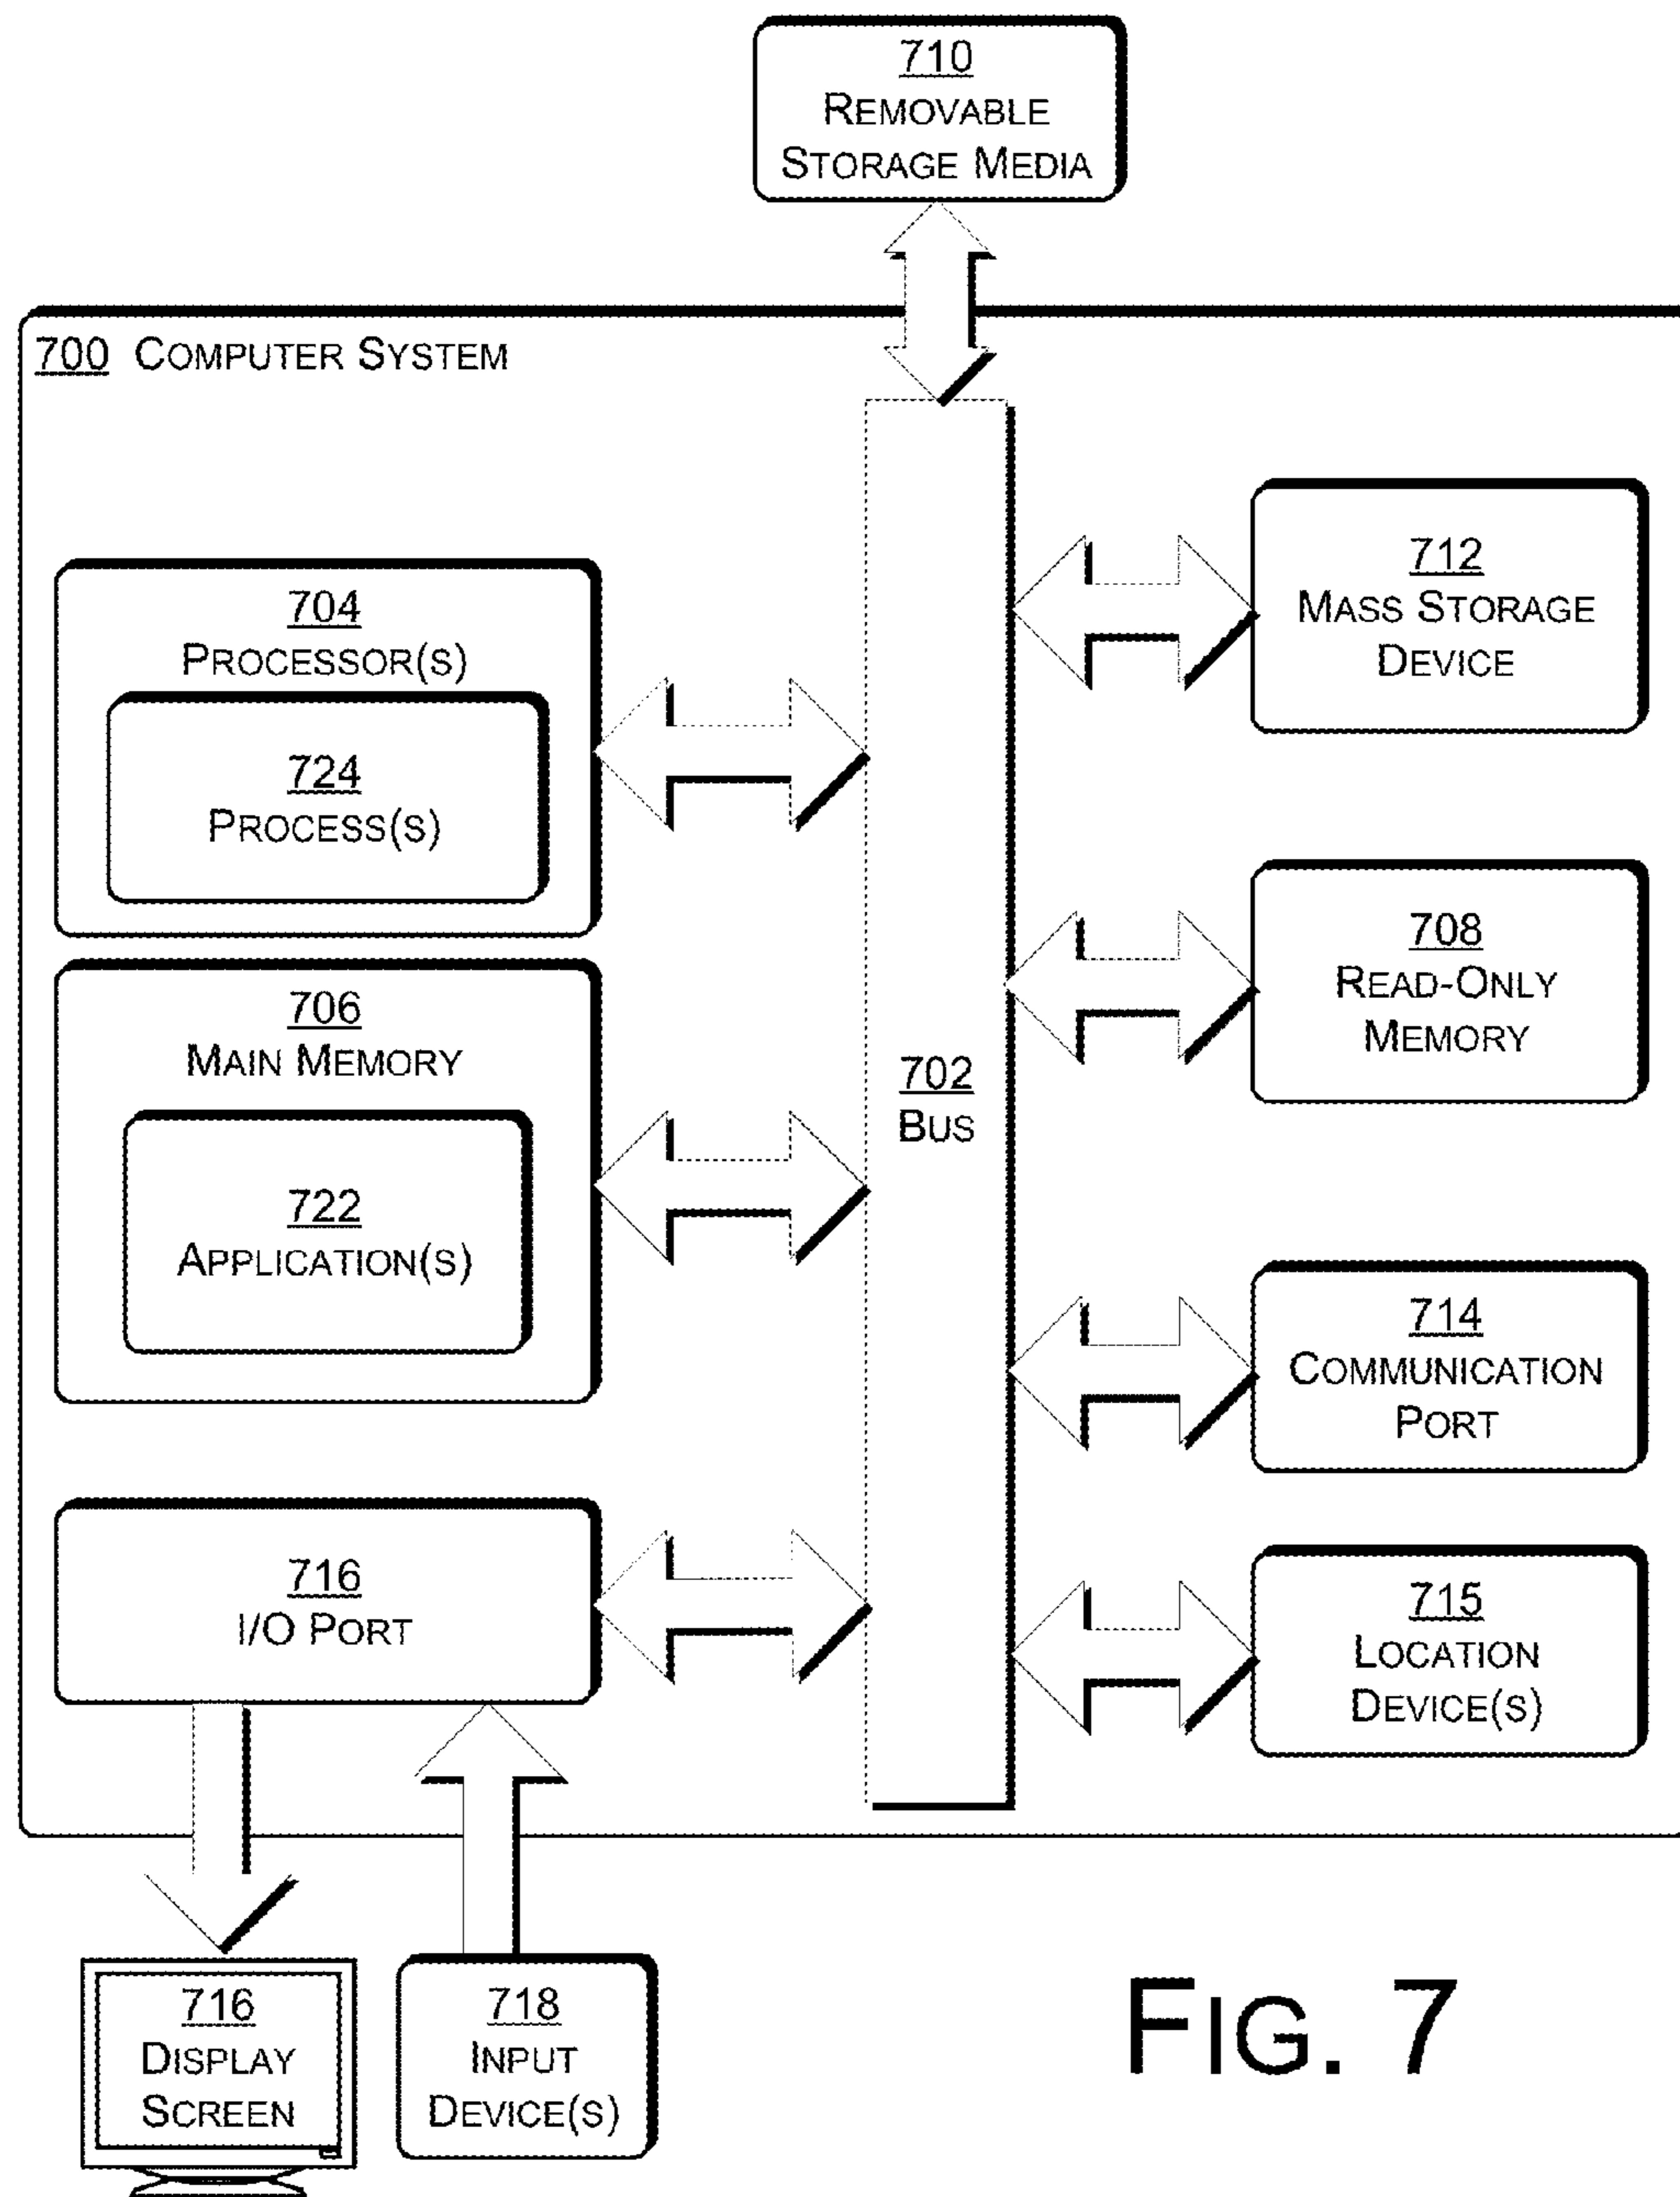 710
REMOVABLE
STORAGE MEDIA
700 COMPUTER SYSTEM
704
PROCESSOR(S)
724
PROCESS(S)
706
MAIN MEMORY
722
APPLICATION(S)
716
I/O PORT
702
BUS
712
MASS STORAGE
DEVICE
708
READ-ONLY
MEMORY
714
COMMUNICATION
PORT
715
LOCATION
DEVICE(S)
716
DISPLAY
SCREEN
718
INPUT
DEVICE(S)
FIG. 7